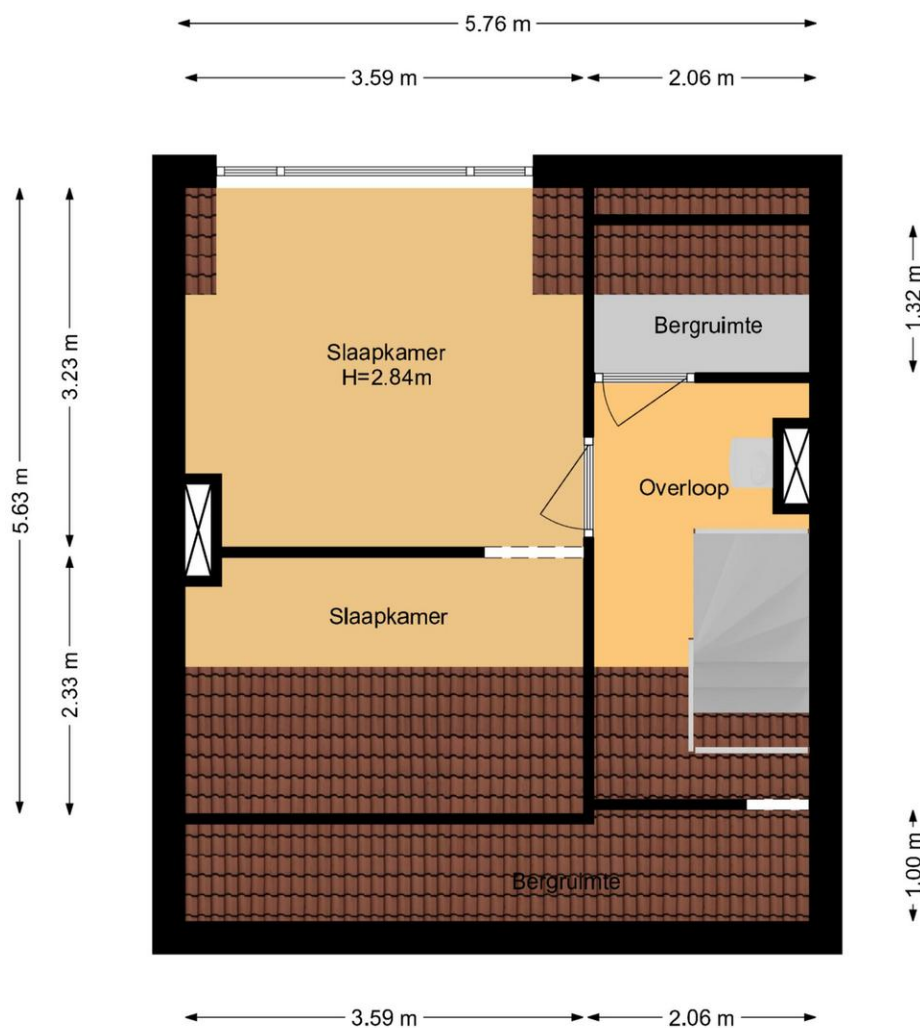 5.76 m
3.59 m
2.06 m
5.63 m
3.23 m
2.33 m
1.32 m
1.00 m
Slaapkamer
H=2.84m
Bergruimte
Overloop
Slaapkamer
Bergruimte
3.59 m
2.06 m